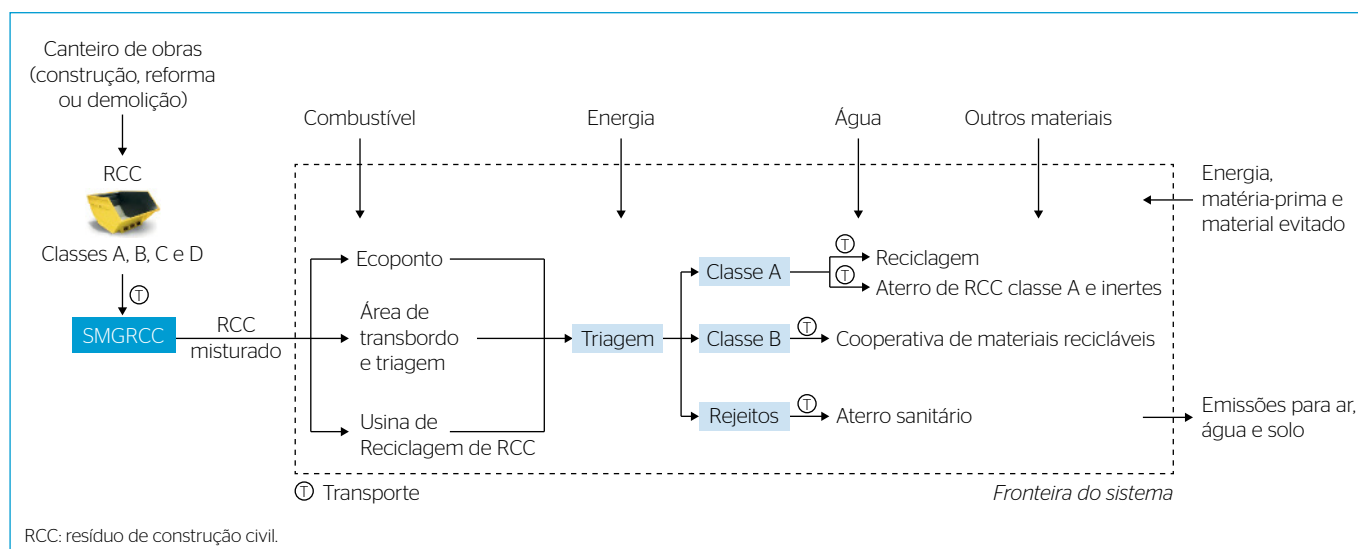 Canteiro de obras
(construção, reforma
ou demolição)
RCC
Classes A, B, C e D
T
SMGRCC
RCC
misturado
Combustível
Energia
Água
Outros materiais
Energia,
matéria-prima e
material evitado
Ecoponto
Área de
transbordo
e triagem
Usina de
Reciclagem de RCC
Triagem
Classe A
T
Reciclagem
T
Aterro de RCC classe A e inertes
Classe B
T
Cooperativa de materiais recicláveis
Rejeitos
T
Aterro sanitário
Emissões para ar,
água e solo
T Transporte
Fronteira do sistema
RCC: resíduo de construção civil.